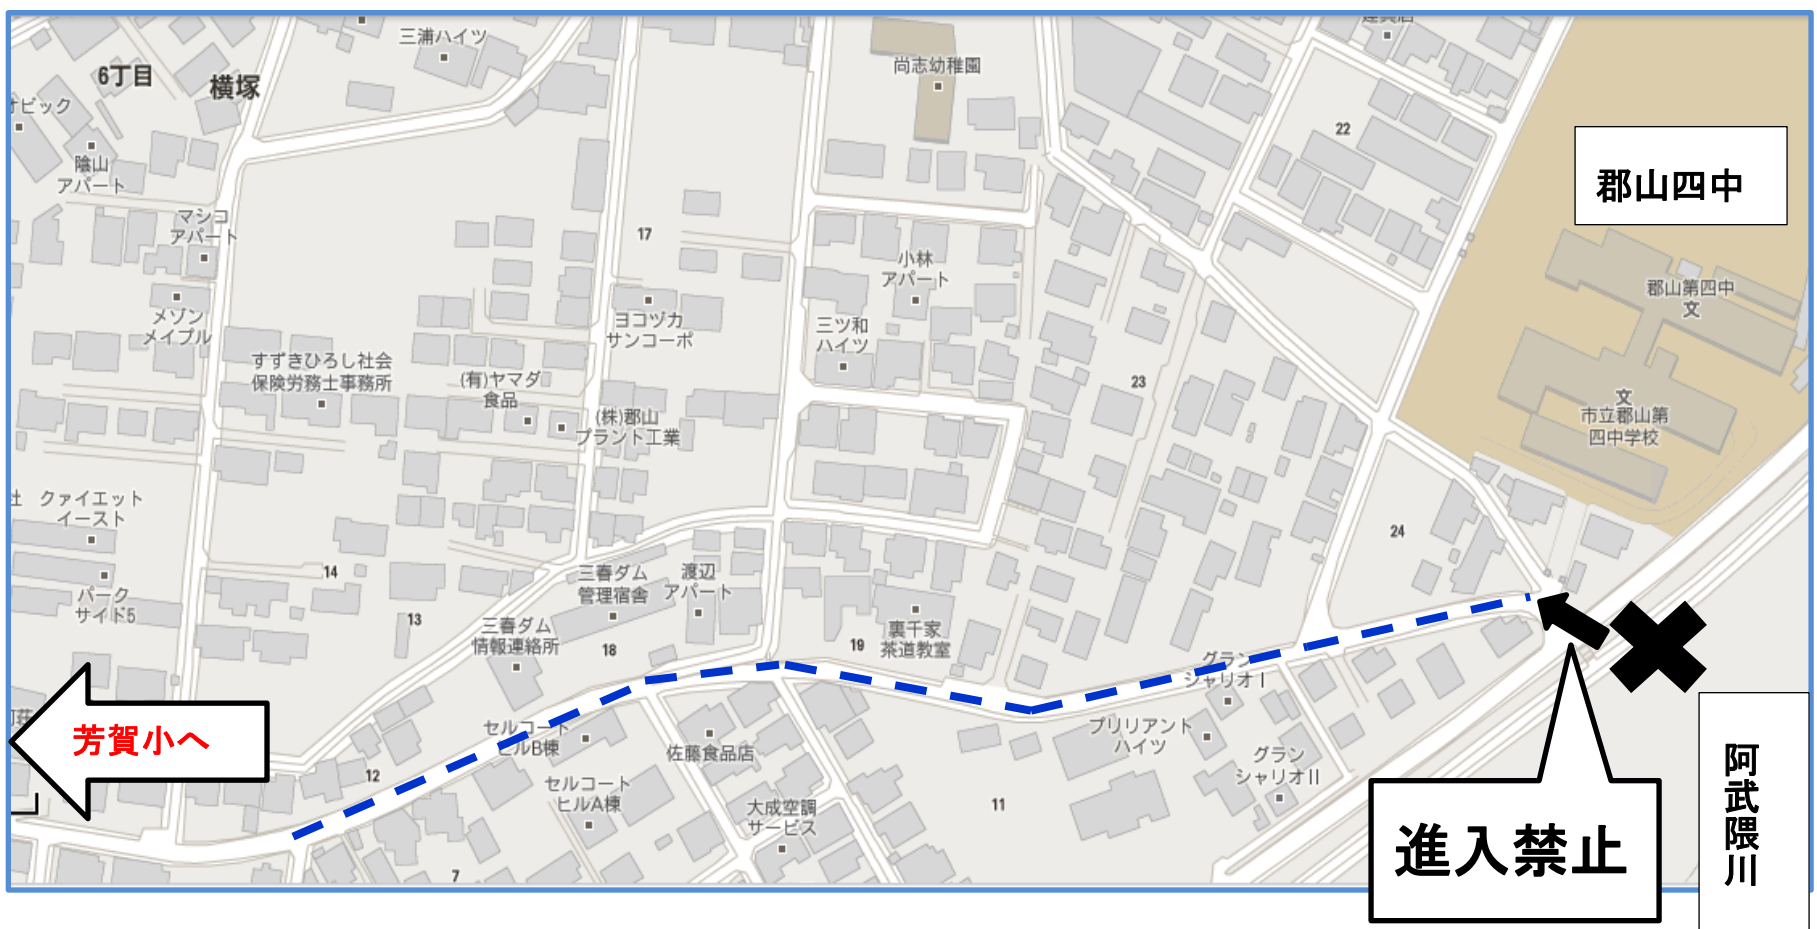 三浦ハイツ
6丁目
横塚
尚志幼稚園
22
郡山四中
陰山
アパート
マシコ
アパート
17
小林
アパート
メゾン
メイプル
ヨコヅカ
サンコーポ
三ツ和
ハイツ
郡山第四中
文
すずきひろし社会
保険労務士事務所
(有)ヤマダ
食品
23
(株)郡山
プラント工業
文
市立郡山第
四中学校
クァイエット
イースト
24
14
三春ダム
管理宿舎
渡辺
アパート
パーク
サイド5
13
三春ダム
情報連絡所
18
19
裏千家
茶道教室
グラン
シャリオI
芳賀小へ
セルコート
ヒルB棟
佐藤食品店
ブリリアント
ハイツ
グラン
シャリオII
12
セルコート
ヒルA棟
大成空調
サービス
11
7
進入禁止
阿武隈川